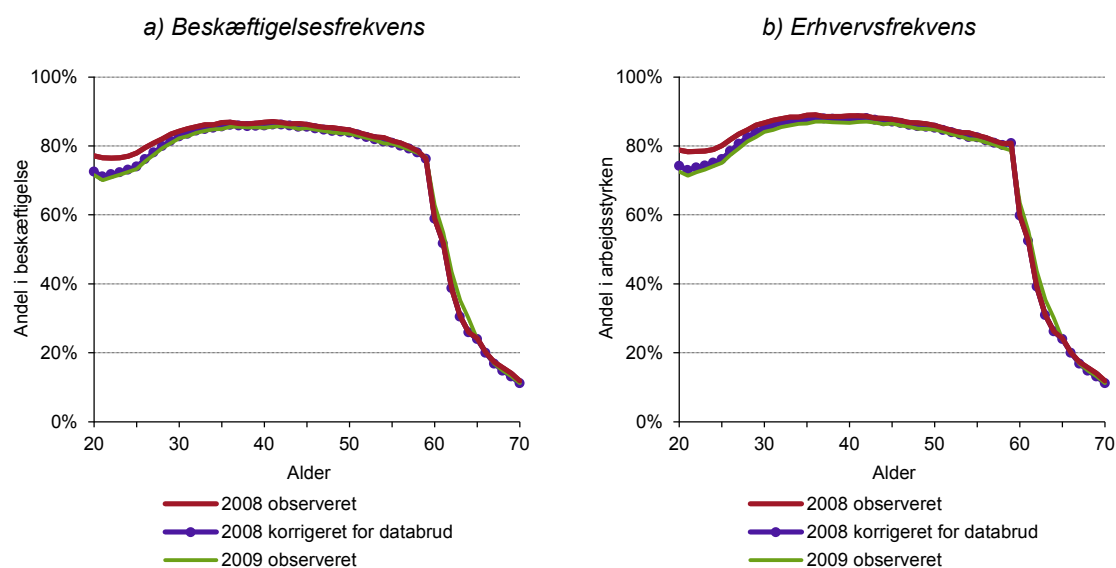 a) Beskæftigelsesfrekvens
100%
80%
60%
40%
20%
0%
Andel i beskæftigelse
20 30 40 50 60 70
Alder
2008 observeret
2008 korrigeret for databrud
2009 observeret
b) Erhvervsfrekvens
100%
80%
60%
40%
20%
0%
Andel i arbejdsstyrken
20 30 40 50 60 70
Alder
2008 observeret
2008 korrigeret for databrud
2009 observeret